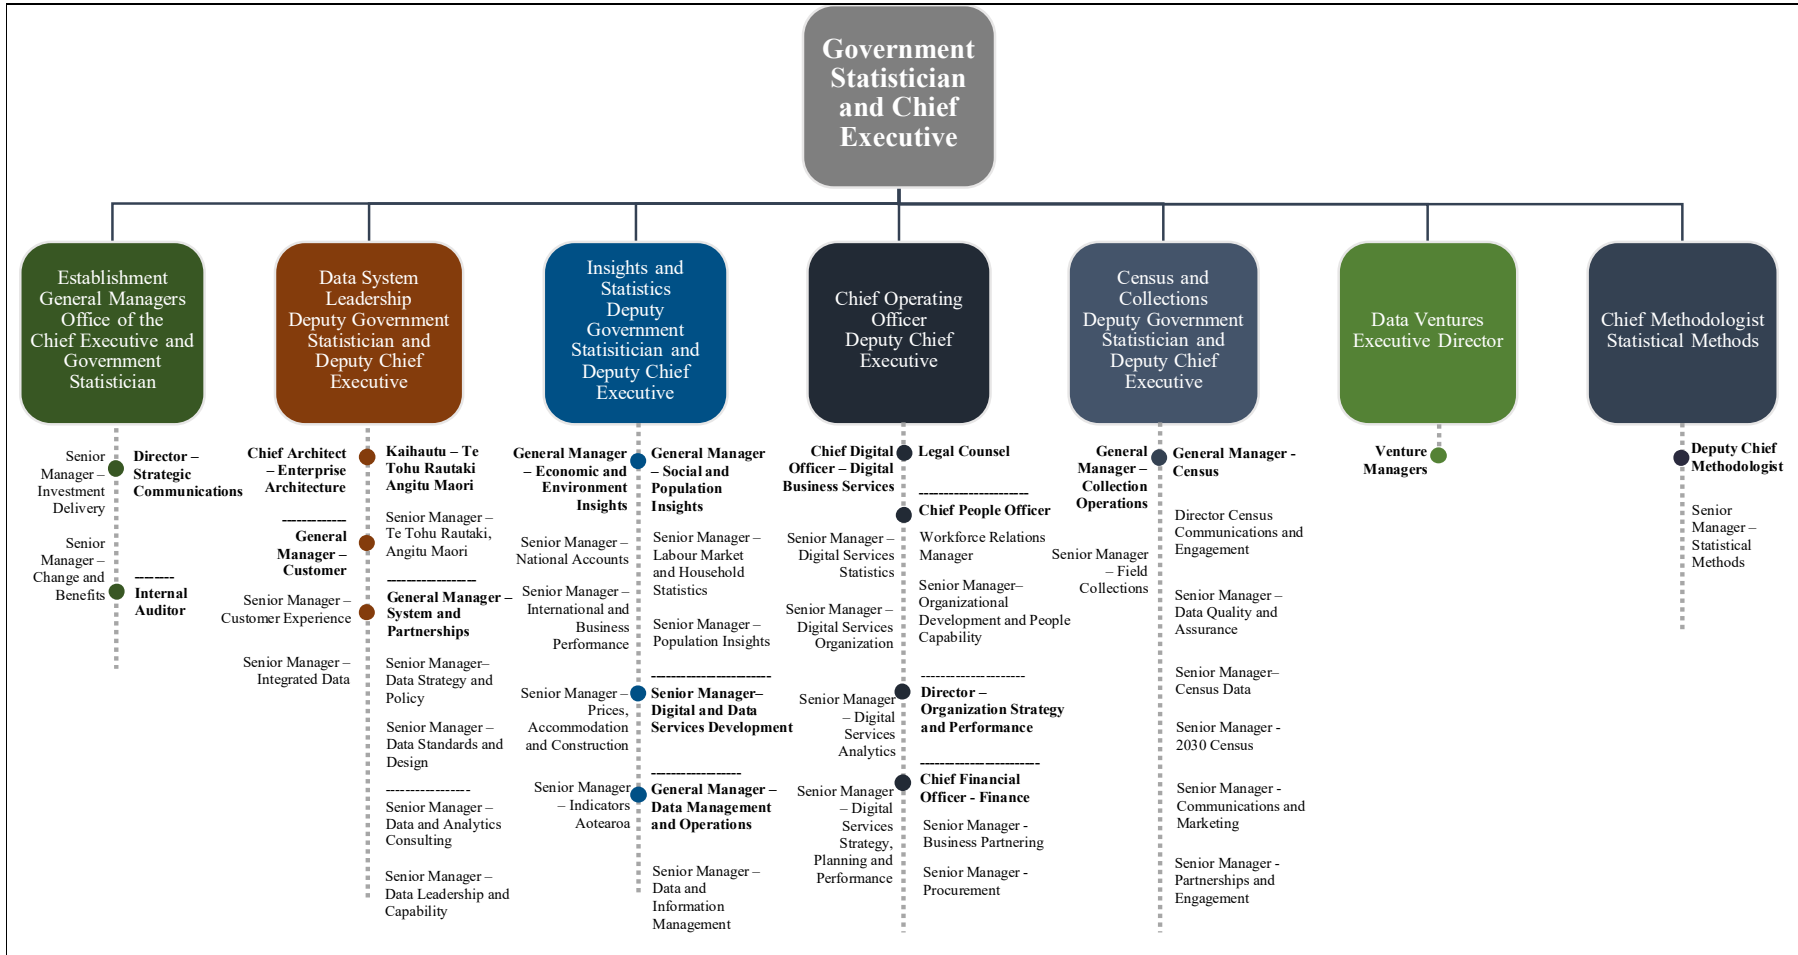 Government
Statistician
and Chief
Executive
Establishment
General Managers
Office of the
Chief Executive and
Government
Statistician
Data System
Leadership
Deputy Government
Statistician and
Deputy Chief
Executive
Insights and
Statistics
Deputy
Government
Statisitician and
Deputy Chief
Executive
Chief Operating
Officer
Deputy Chief
Executive
Census and
Collections
Deputy Government
Statistician and
Deputy Chief
Executive
Data Ventures
Executive Director
Chief Methodologist
Statistical Methods
Senior
Manager –
Investment
Delivery
Senior
Manager –
Change and
Benefits
Director –
Strategic
Communications
--------
Internal
Auditor
Chief Architect
– Enterprise
Architecture
-------------
General
Manager –
Customer
Senior Manager –
Customer Experience
Senior Manager –
Integrated Data
Kaihautu – Te
Tohu Rautaki
Angitu Maori
Senior Manager –
Te Tohu Rautaki,
Angitu Maori
------------------
General Manager –
System and
Partnerships
Senior Manager–
Data Strategy and
Policy
Senior Manager –
Data Standards and
Design
-----------------
Senior Manager –
Data and Analytics
Consulting
Senior Manager –
Data Leadership and
Capability
General Manager
– Economic and
Environment
Insights
Senior Manager –
National Accounts
Senior Manager –
International and
Business
Performance
Senior Manager –
Prices,
Accommodation
and Construction
Senior Manager
– Indicators
Aotearoa
General Manager
– Social and
Population
Insights
Senior Manager –
Labour Market
and Household
Statistics
Senior Manager –
Population Insights
------------------------
Senior Manager–
Digital and Data
Services Development
------------------
General Manager –
Data Management
and Operations
Senior Manager –
Data and
Information
Management
Chief Digital
Officer – Digital
Business Services
Senior Manager –
Digital Services
Statistics
Senior Manager –
Digital Services
Organization
Senior Manager
– Digital
Services
Analytics
Senior Manager
– Digital
Services
Strategy,
Planning and
Performance
Legal Counsel
----------------------
Chief People Officer
Workforce Relations
Manager
Senior Manager–
Organizational
Development and People
Capability
---------------------
Director –
Organization Strategy
and Performance
------------------------
Chief Financial
Officer - Finance
Senior Manager -
Business Partnering
Senior Manager -
Procurement
General
Manager –
Collection
Operations
Senior Manager
– Field
Collections
General Manager -
Census
Director Census
Communications and
Engagement
Senior Manager –
Data Quality and
Assurance
Senior Manager–
Census Data
Senior Manager -
2030 Census
Senior Manager -
Communications and
Marketing
Senior Manager -
Partnerships and
Engagement
Venture
Managers
Deputy Chief
Methodologist
Senior
Manager –
Statistical
Methods